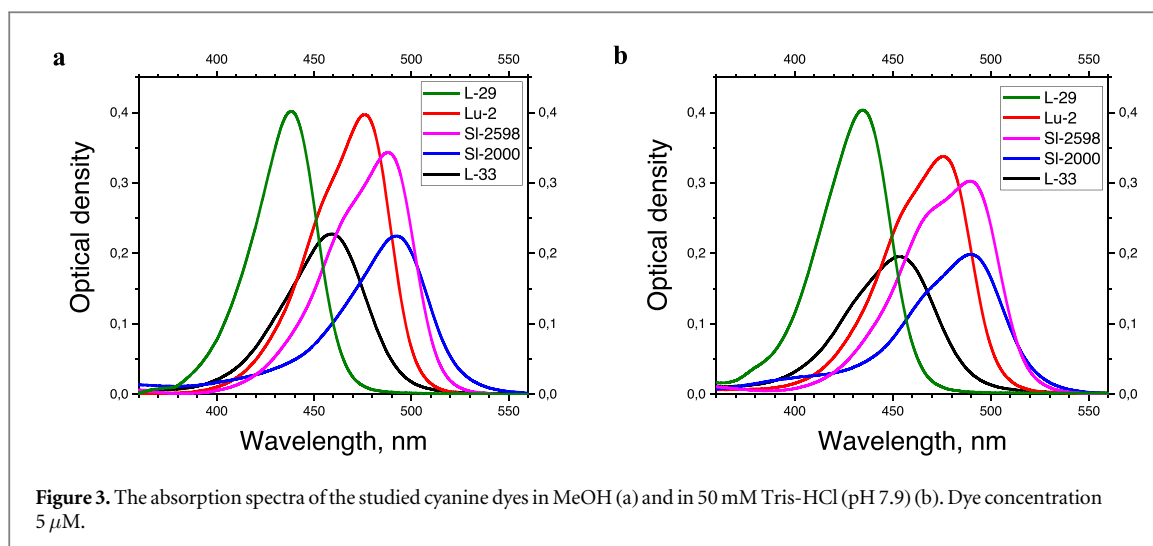 a
400 450 500 550
0,4 0,4
0,3 0,3
0,2 0,2
0,1 0,1
0,0 0,0
400 450 500 550
Optical density
Wavelength, nm
L-29
Lu-2
Sl-2598
Sl-2000
L-33
b
400 450 500 550
0,4 0,4
0,3 0,3
0,2 0,2
0,1 0,1
0,0 0,0
400 450 500 550
Optical density
Wavelength, nm
L-29
Lu-2
Sl-2598
Sl-2000
L-33
Figure 3. The absorption spectra of the studied cyanine dyes in MeOH (a) and in 50 mM Tris-HCl (pH 7.9) (b). Dye concentration
5 μM.